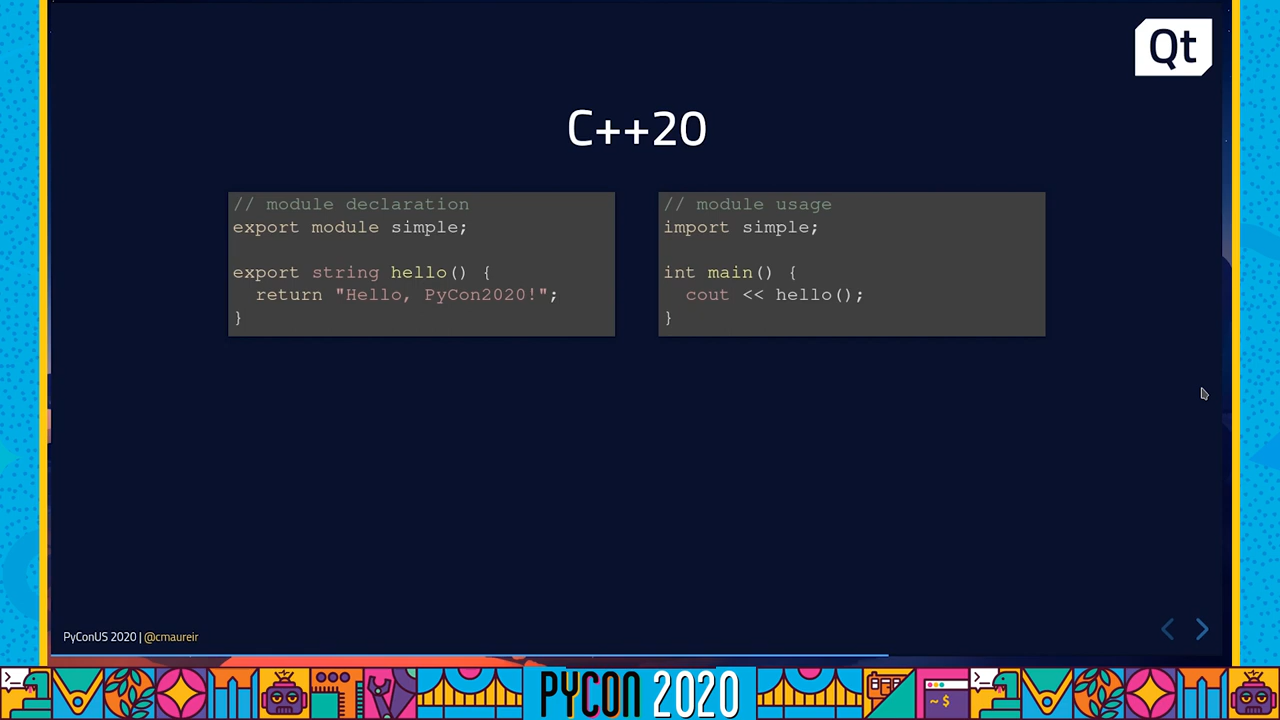 Qt
C++20
// module declaration
export module simple;
export string hello() {
  return "Hello, PyCon2020!";
}
// module usage
import simple;
int main() {
  cout << hello();
}
PyConUS 2020 | @cmaureir
PYCON 2020
~ $